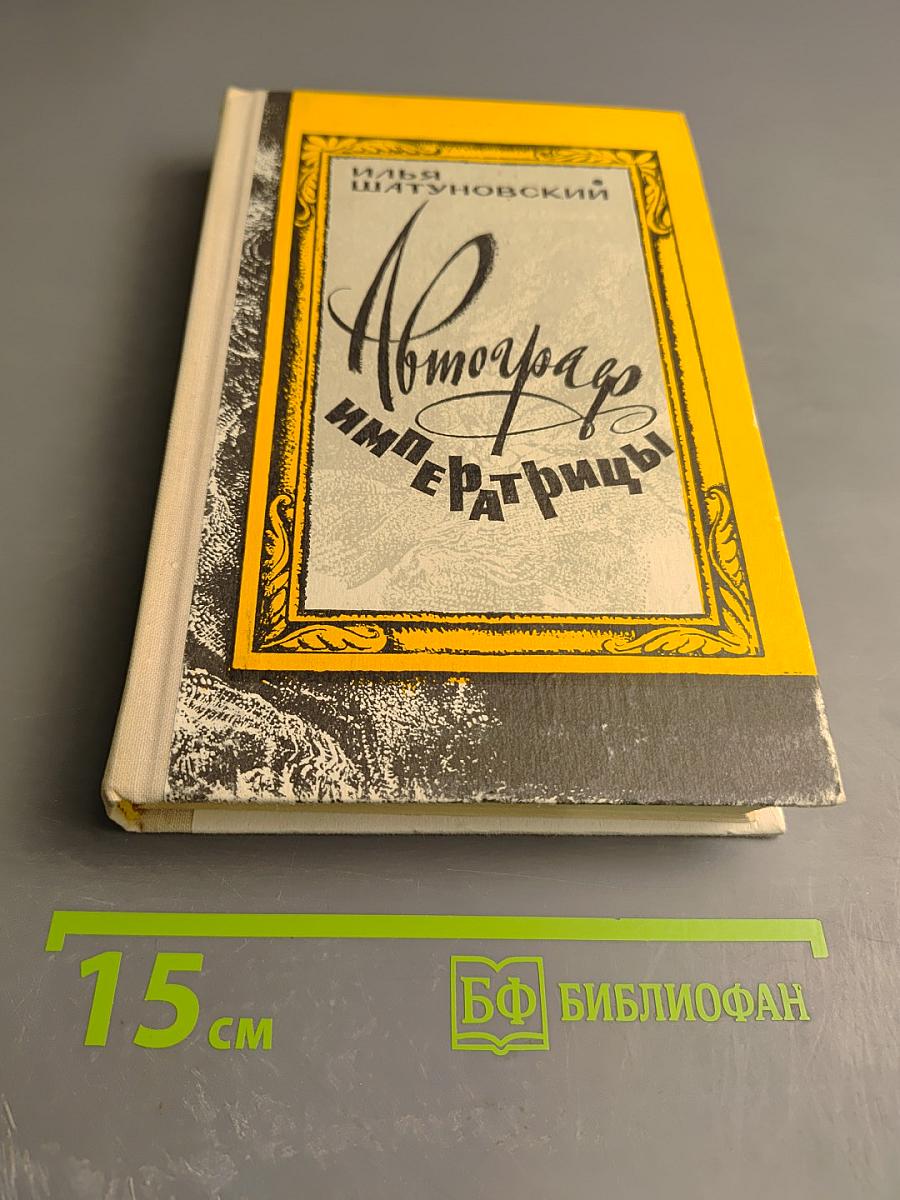 ИЛЬЯ
ШАТУНОВСКИЙ
Автограф
ИМПЕРАТРИЦЫ
15 см
БФ БИБЛИОФАН